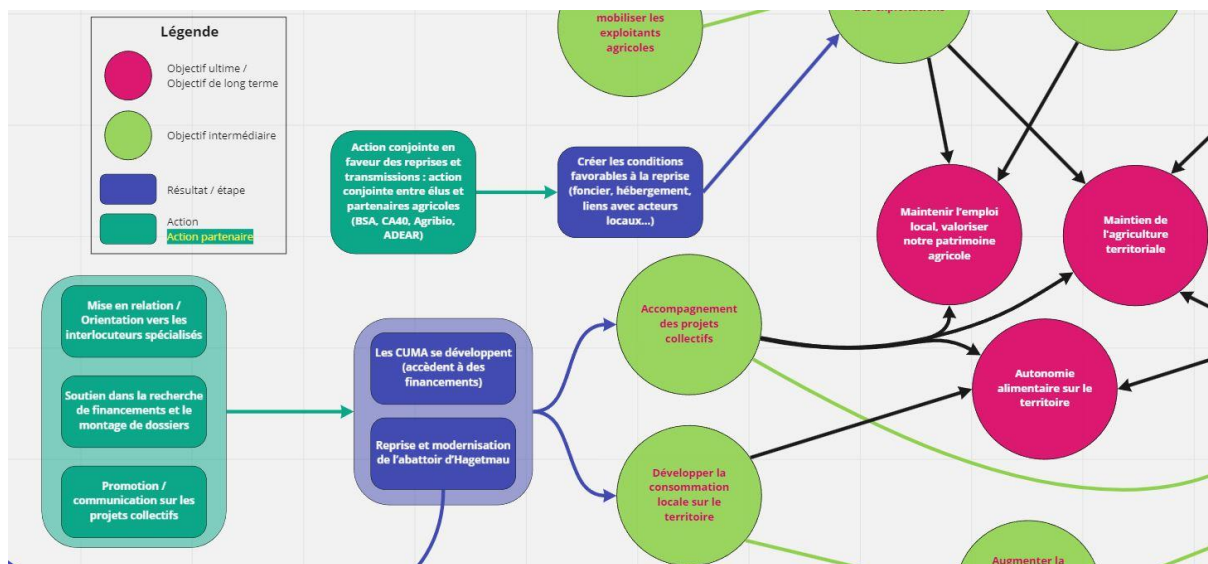 Légende
Objectif ultime /
Objectif de long terme
Objectif intermédiaire
Résultat / étape
Action
Action partenaire
mobiliser les
exploitants
agricoles
Action conjointe en
faveur des reprises et
transmissions : action
conjointe entre élus et
partenaires agricoles
(BSA, CA40, Agribio,
ADEAR)
Créer les conditions
favorables à la reprise
(foncier, hébergement,
liens avec acteurs
locaux...)
Maintenir l'emploi
local, valoriser
notre patrimoine
agricole
Maintien de
l'agriculture
territoriale
Mise en relation /
Orientation vers les
interlocuteurs spécialisés
Soutien dans la recherche
de financements et le
montage de dossiers
Promotion /
communication sur les
projets collectifs
Les CUMA se développent
(accèdent à des
financements)
Reprise et modernisation
de l'abattoir d'Hagetmau
Accompagnement
des projets
collectifs
Développer la
consommation
locale sur le
territoire
Autonomie
alimentaire sur le
territoire
Augmenter la